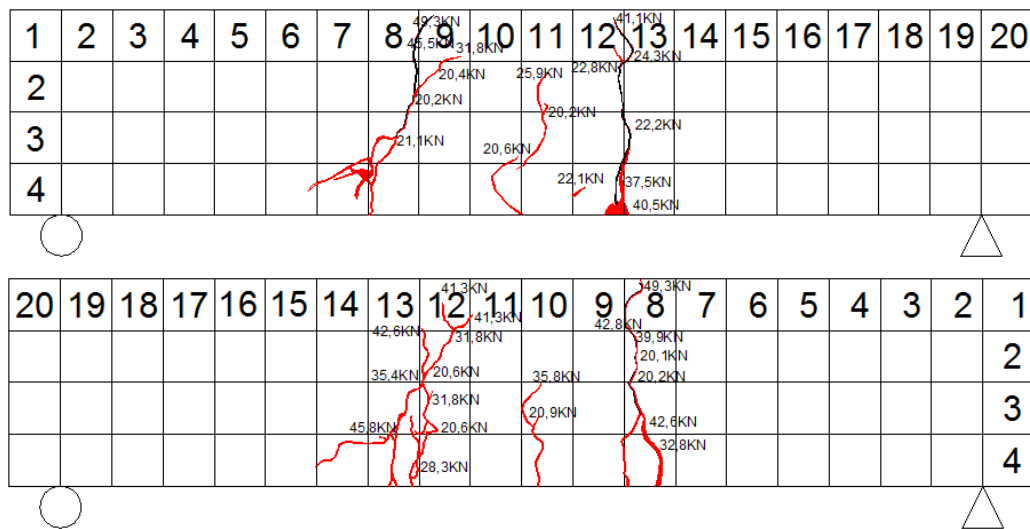 49,3KN 41,1KN
1 2 3 4 5 6 7 8 9 10 11 12 13 14 15 16 17 18 19 20
45,5KN 31,8KN 24,3KN
20,4KN 25,9KN 22,8KN
2
20,2KN 20,2KN
22,2KN
3 21,1KN
20,6KN
4 22,1KN 37,5KN
40,5KN
20 19 18 17 16 15 14 13 12 11 10 9 8 7 6 5 4 3 2 1
41,3KN 49,3KN
41,3KN
42,6KN 31,8KN 42,8KN 39,9KN
20,1KN 2
35,4KN 20,6KN 35,8KN 20,2KN
31,8KN 3
45,8KN 20,6KN 20,9KN 42,6KN
32,8KN
28,3KN 4